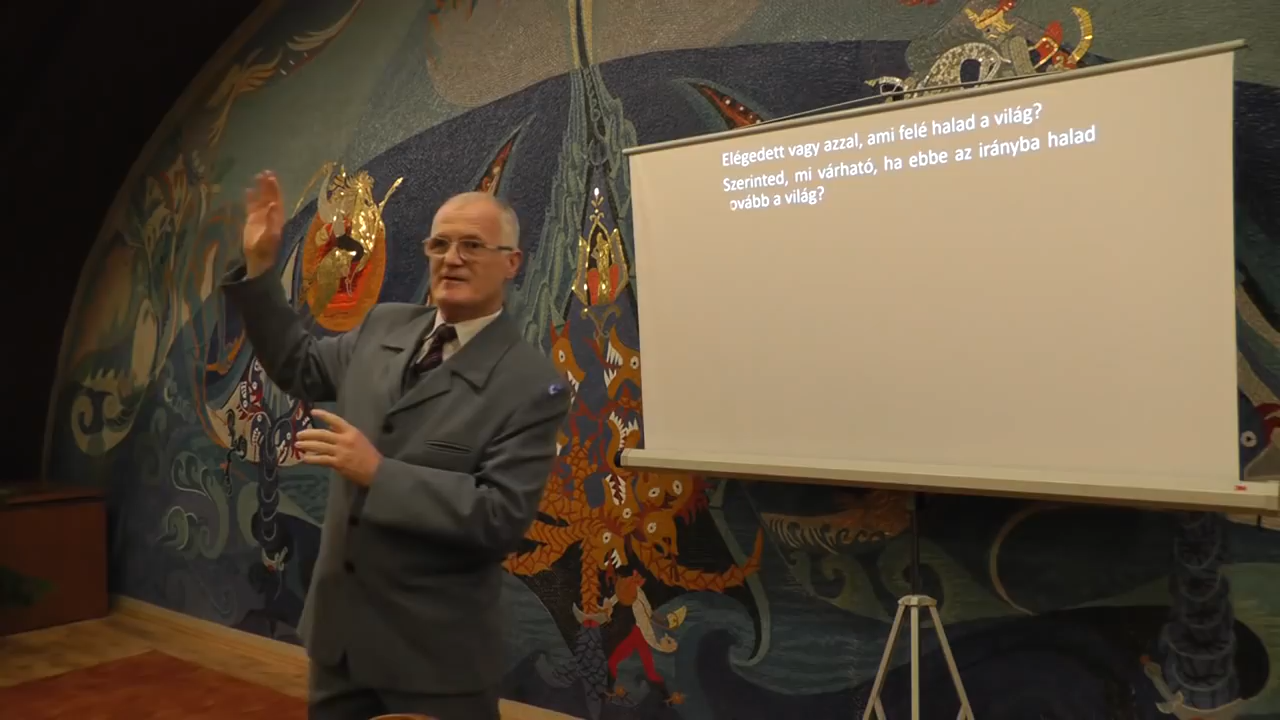 Elégedett vagy azzal, ami felé halad a világ?
Szerinted, mi várható, ha ebbe az irányba halad
ovább a világ?